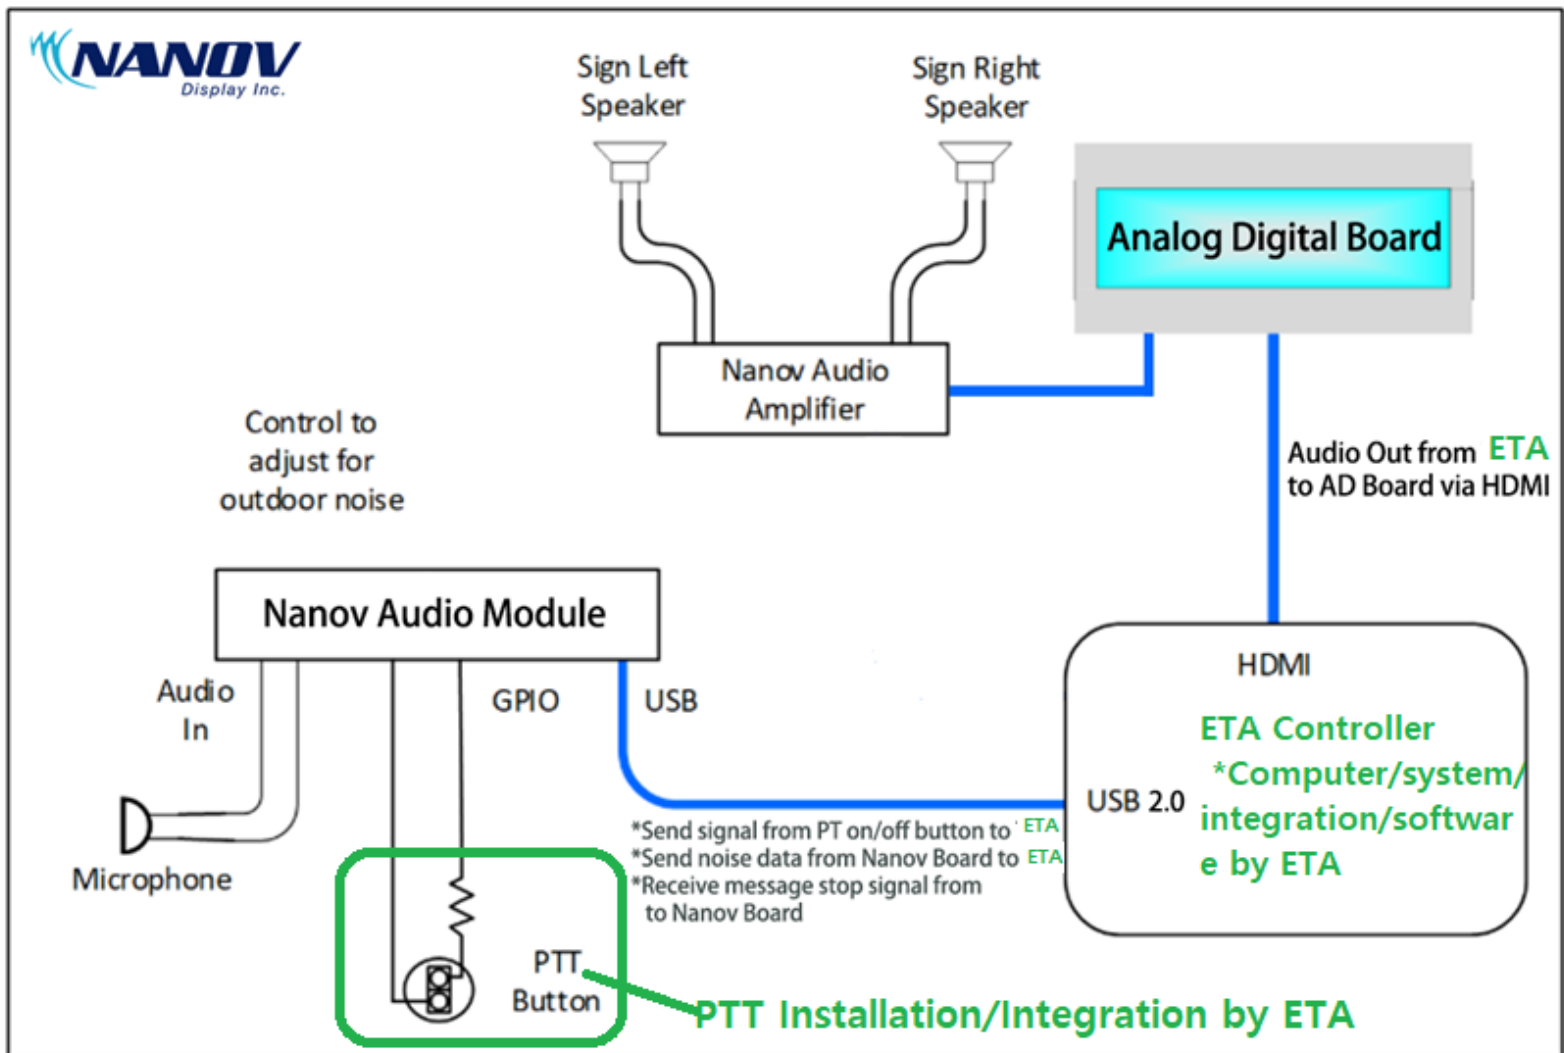 NANOV
Display Inc.
Sign Left
Speaker
Sign Right
Speaker
Analog Digital Board
Nanov Audio
Amplifier
Control to
adjust for
outdoor noise
Audio Out from ETA
to AD Board via HDMI
Nanov Audio Module
Audio
In
GPIO
USB
Microphone
HDMI
USB 2.0
ETA Controller
*Computer/system/
integration/softwar
e by ETA
*Send signal from PT on/off button to ETA
*Send noise data from Nanov Board to ETA
*Receive message stop signal from
to Nanov Board
PTT
Button
PTT Installation/Integration by ETA